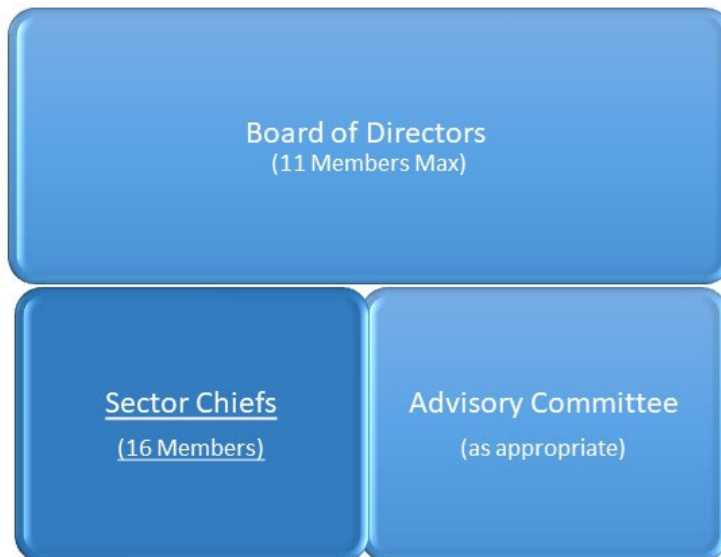 Board of Directors
(11 Members Max)
Sector Chiefs
(16 Members)
Advisory Committee
(as appropriate)